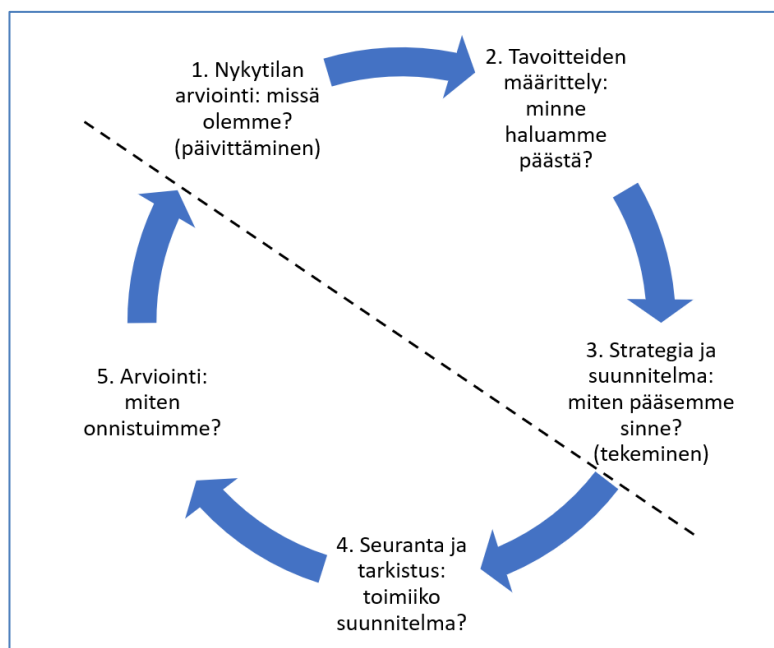 1. Nykytilan
arviointi: missä
olemme?
(päivittäminen)
2. Tavoitteiden
määrittely:
minne
haluamme
päästä?
3. Strategia ja
suunnitelma:
miten pääsemme
sinne?
(tekeminen)
4. Seuranta ja
tarkistus:
toimiiko
suunnitelma?
5. Arviointi:
miten
onnistuimme?